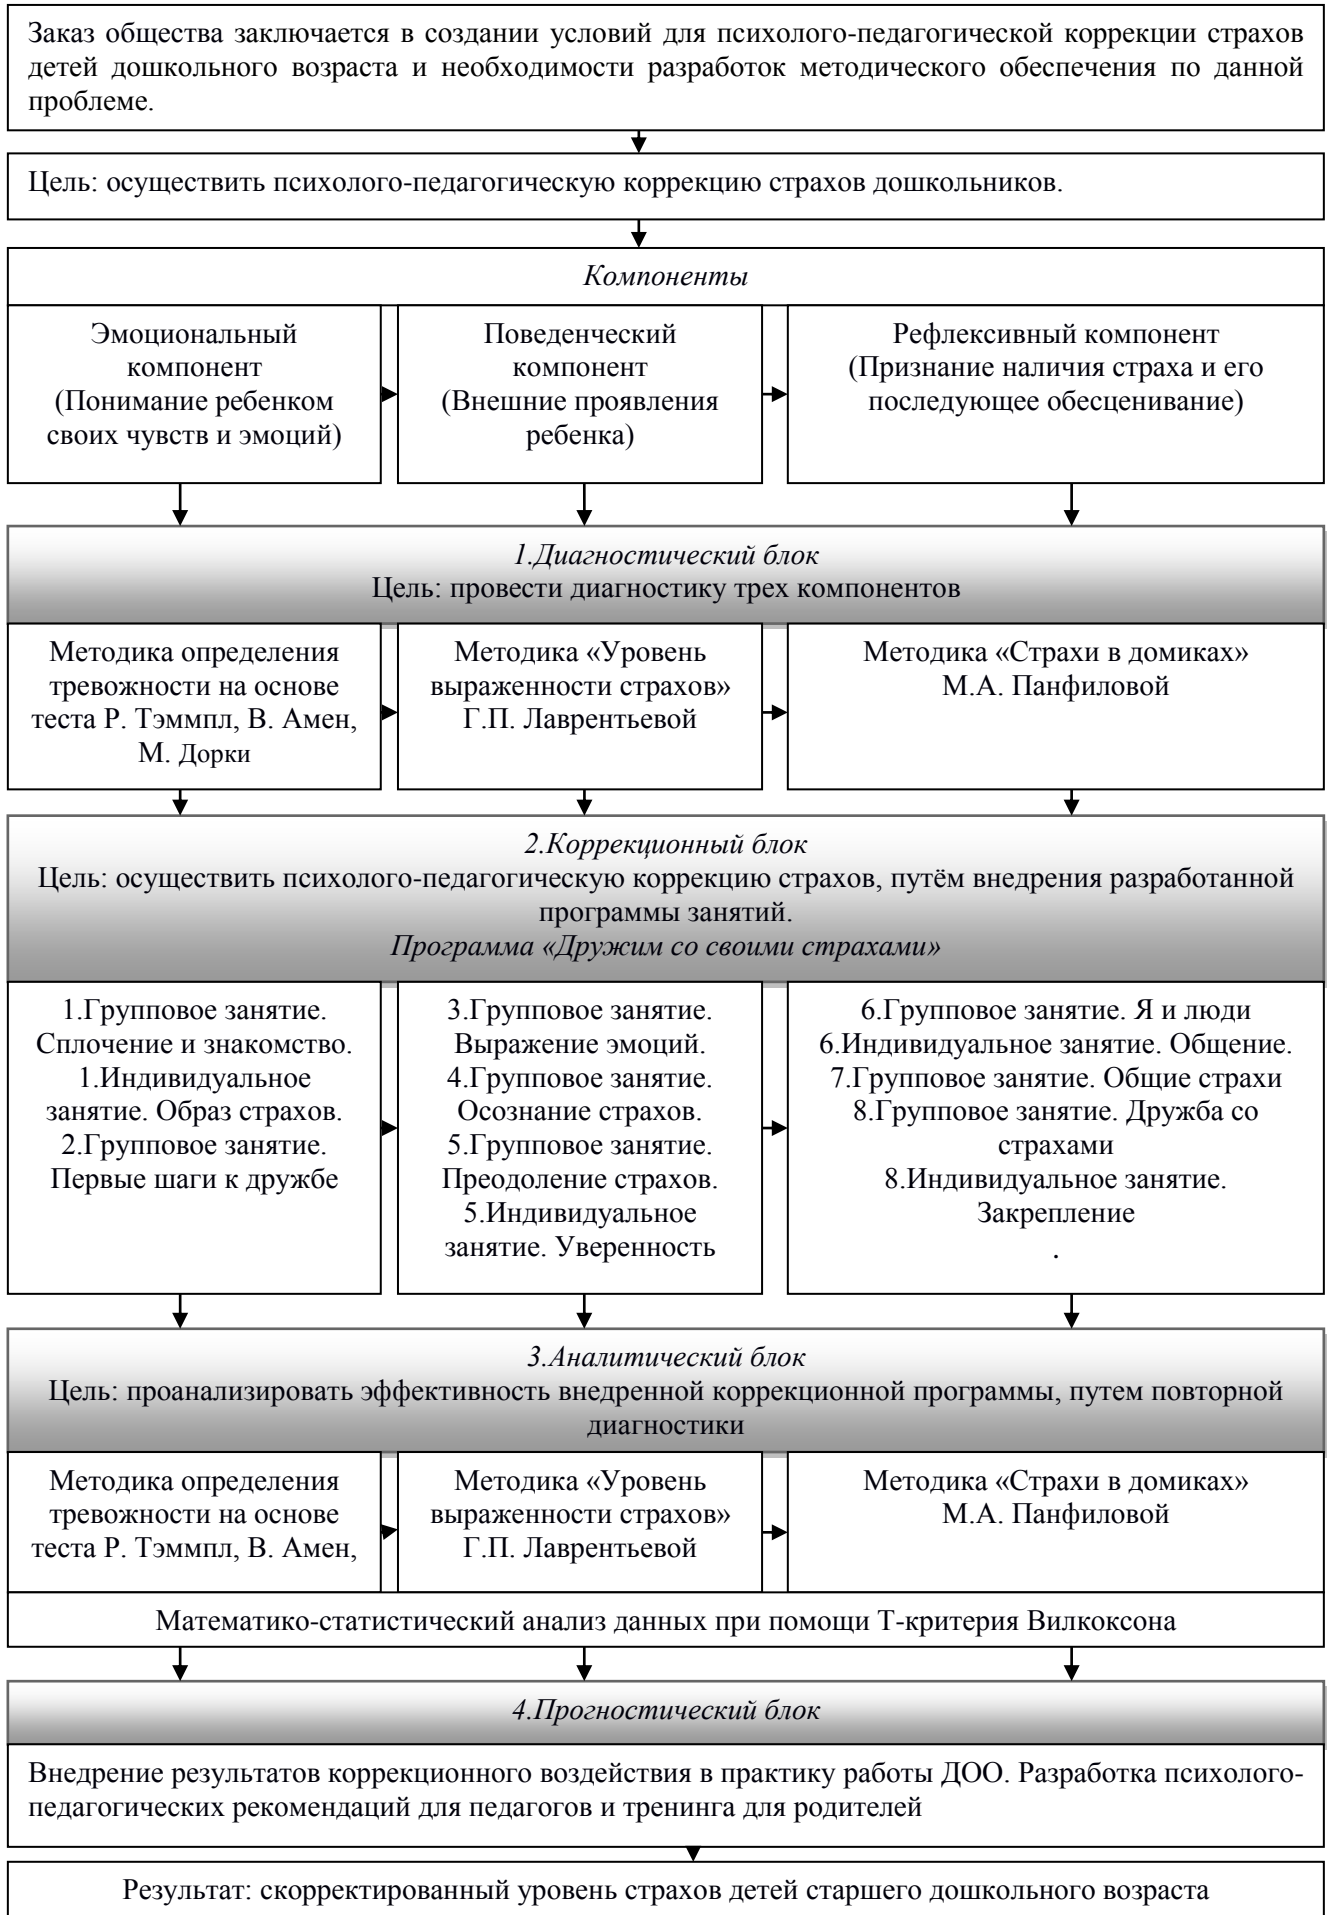 Заказ общества заключается в создании условий для психолого-педагогической коррекции страхов
детей дошкольного возраста и необходимости разработок методического обеспечения по данной
проблеме.
Цель: осуществить психолого-педагогическую коррекцию страхов дошкольников.
Компоненты
Эмоциональный
компонент
(Понимание ребенком
своих чувств и эмоций)
Поведенческий
компонент
(Внешние проявления
ребенка)
Рефлексивный компонент
(Признание наличия страха и его
последующее обесценивание)
1.Диагностический блок
Цель: провести диагностику трех компонентов
Методика определения
тревожности на основе
теста Р. Тэммпл, В. Амен,
М. Дорки
Методика «Уровень
выраженности страхов»
Г.П. Лаврентьевой
Методика «Страхи в домиках»
М.А. Панфиловой
2.Коррекционный блок
Цель: осуществить психолого-педагогическую коррекцию страхов, путём внедрения разработанной
программы занятий.
Программа «Дружим со своими страхами»
1.Групповое занятие.
Сплочение и знакомство.
1.Индивидуальное
занятие. Образ страхов.
2.Групповое занятие.
Первые шаги к дружбе
3.Групповое занятие.
Выражение эмоций.
4.Групповое занятие.
Осознание страхов.
5.Групповое занятие.
Преодоление страхов.
5.Индивидуальное
занятие. Уверенность
6.Групповое занятие. Я и люди
6.Индивидуальное занятие. Общение.
7.Групповое занятие. Общие страхи
8.Групповое занятие. Дружба со
страхами
8.Индивидуальное занятие.
Закрепление
.
3.Аналитический блок
Цель: проанализировать эффективность внедренной коррекционной программы, путем повторной
диагностики
Методика определения
тревожности на основе
теста Р. Тэммпл, В. Амен,
Методика «Уровень
выраженности страхов»
Г.П. Лаврентьевой
Методика «Страхи в домиках»
М.А. Панфиловой
Математико-статистический анализ данных при помощи Т-критерия Вилкоксона
4.Прогностический блок
Внедрение результатов коррекционного воздействия в практику работы ДОО. Разработка психолого-
педагогических рекомендаций для педагогов и тренинга для родителей
Результат: скорректированный уровень страхов детей старшего дошкольного возраста